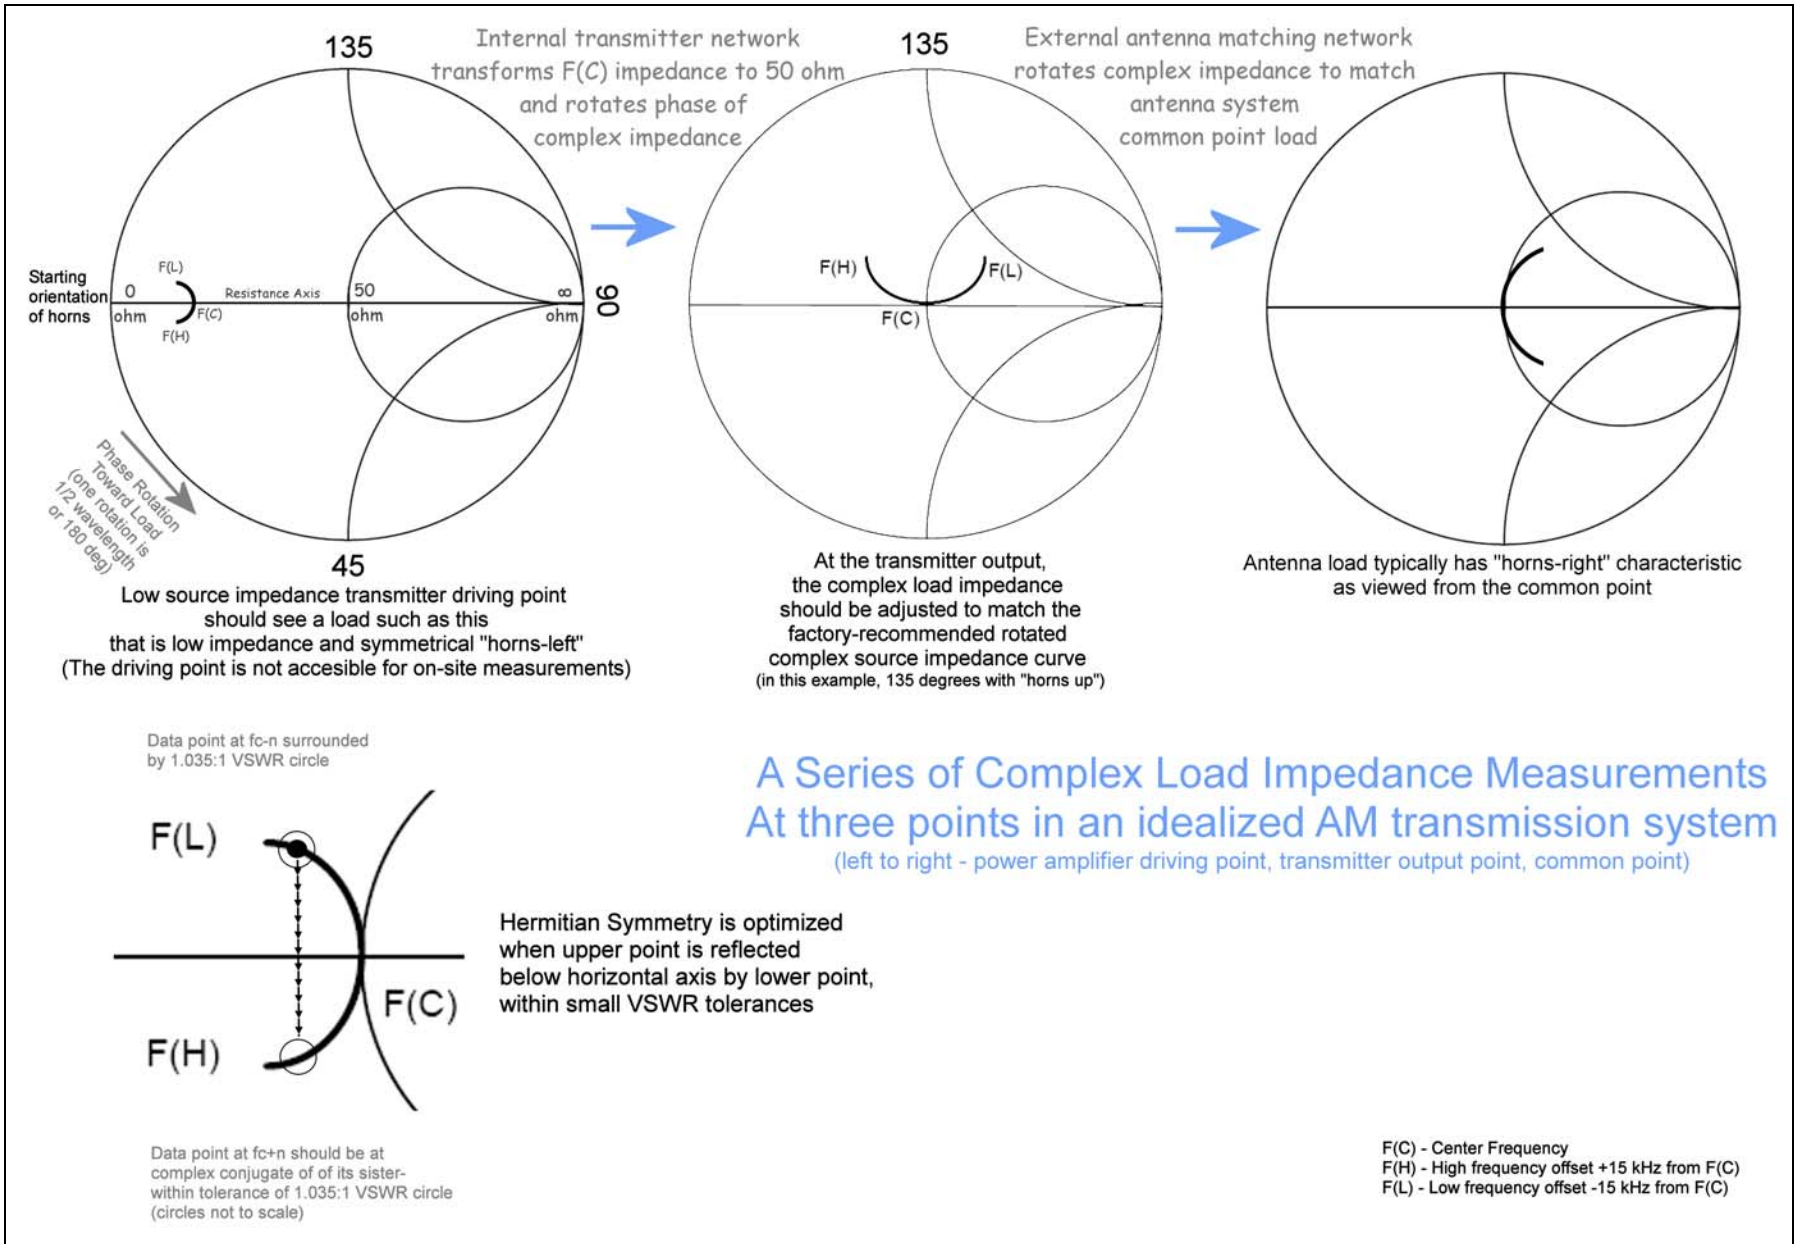 135
Internal transmitter network
transforms F(C) impedance to 50 ohm
and rotates phase of
complex impedance
135
External antenna matching network
rotates complex impedance to match
antenna system
common point load
Starting
orientation
of horns
0
ohm
F(L)
F(C)
F(H)
Resistance Axis
50
ohm
∞
ohm
90
F(H)
F(L)
F(C)
Phase Rotation
Toward Load
(one rotation is
1/2 wavelength
or 180 deg)
45
Low source impedance transmitter driving point
should see a load such as this
that is low impedance and symmetrical "horns-left"
(The driving point is not accesible for on-site measurements)
At the transmitter output,
the complex load impedance
should be adjusted to match the
factory-recommended rotated
complex source impedance curve
(in this example, 135 degrees with "horns up")
Antenna load typically has "horns-right" characteristic
as viewed from the common point
Data point at fc-n surrounded
by 1.035:1 VSWR circle
F(L)
F(C)
F(H)
A Series of Complex Load Impedance Measurements
At three points in an idealized AM transmission system
(left to right - power amplifier driving point, transmitter output point, common point)
Hermitian Symmetry is optimized
when upper point is reflected
below horizontal axis by lower point,
within small VSWR tolerances
Data point at fc+n should be at
complex conjugate of of its sister-
within tolerance of 1.035:1 VSWR circle
(circles not to scale)
F(C) - Center Frequency
F(H) - High frequency offset +15 kHz from F(C)
F(L) - Low frequency offset -15 kHz from F(C)